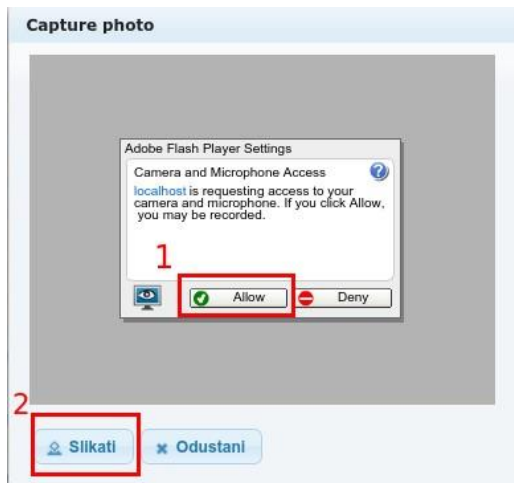 Capture photo
Adobe Flash Player Settings
Camera and Microphone Access
localhost is requesting access to your
camera and microphone. If you click Allow,
you may be recorded.
1
Allow
Deny
2
Slikati
Odustani